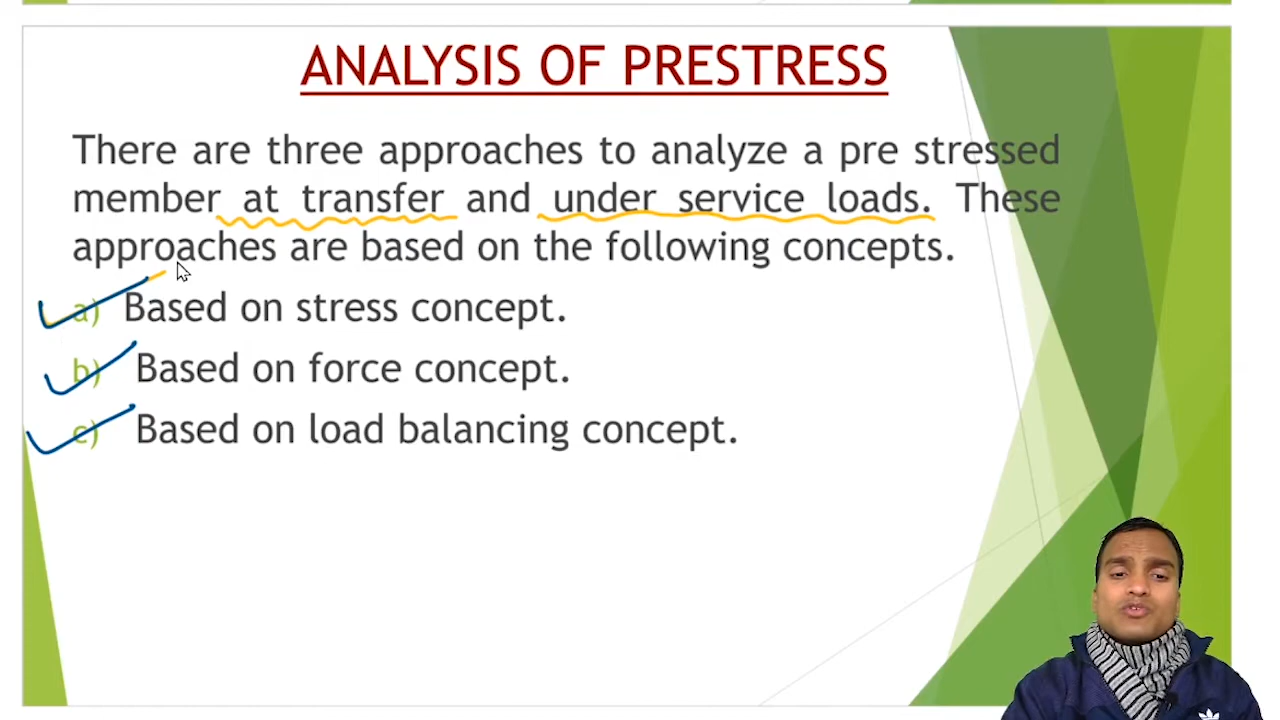 ANALYSIS OF PRESTRESS
There are three approaches to analyze a pre stressed
member at transfer and under service loads. These
approaches are based on the following concepts.
a) Based on stress concept.
b) Based on force concept.
c) Based on load balancing concept.